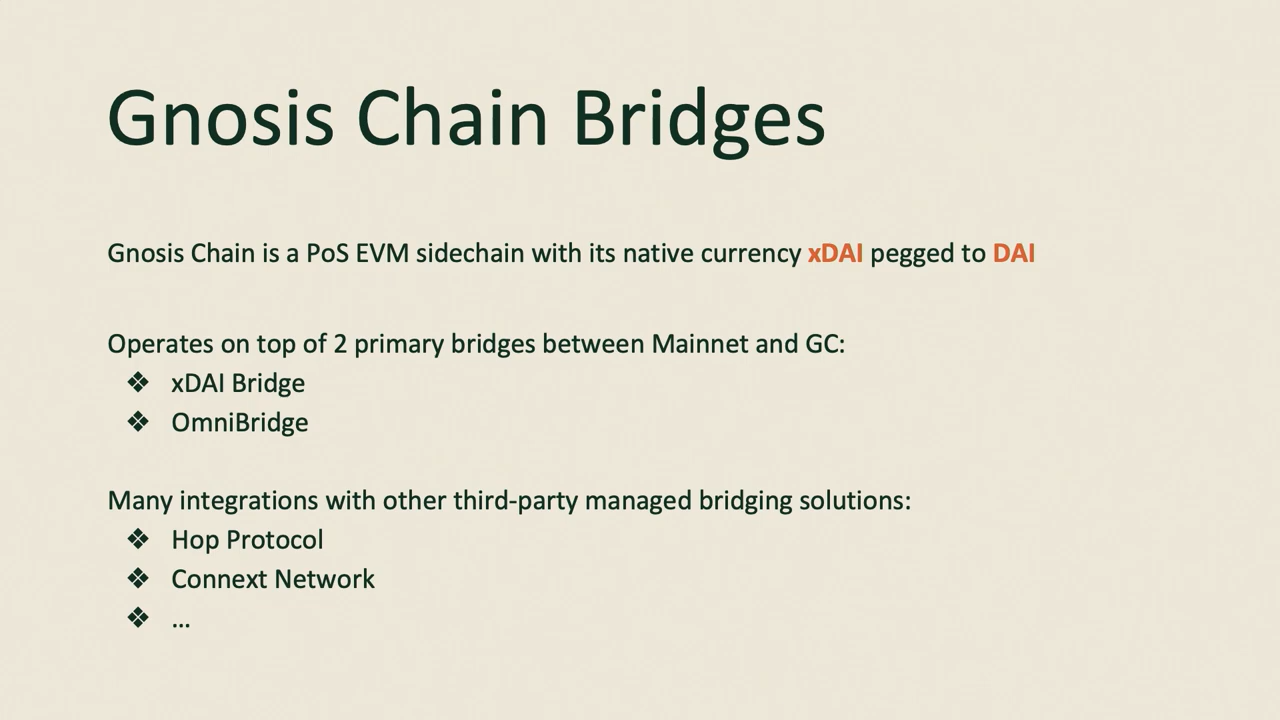 Gnosis Chain Bridges
Gnosis Chain is a PoS EVM sidechain with its native currency xDAI pegged to DAI
Operates on top of 2 primary bridges between Mainnet and GC:
❖ xDAI Bridge
❖ OmniBridge
Many integrations with other third-party managed bridging solutions:
❖ Hop Protocol
❖ Connext Network
❖ ...